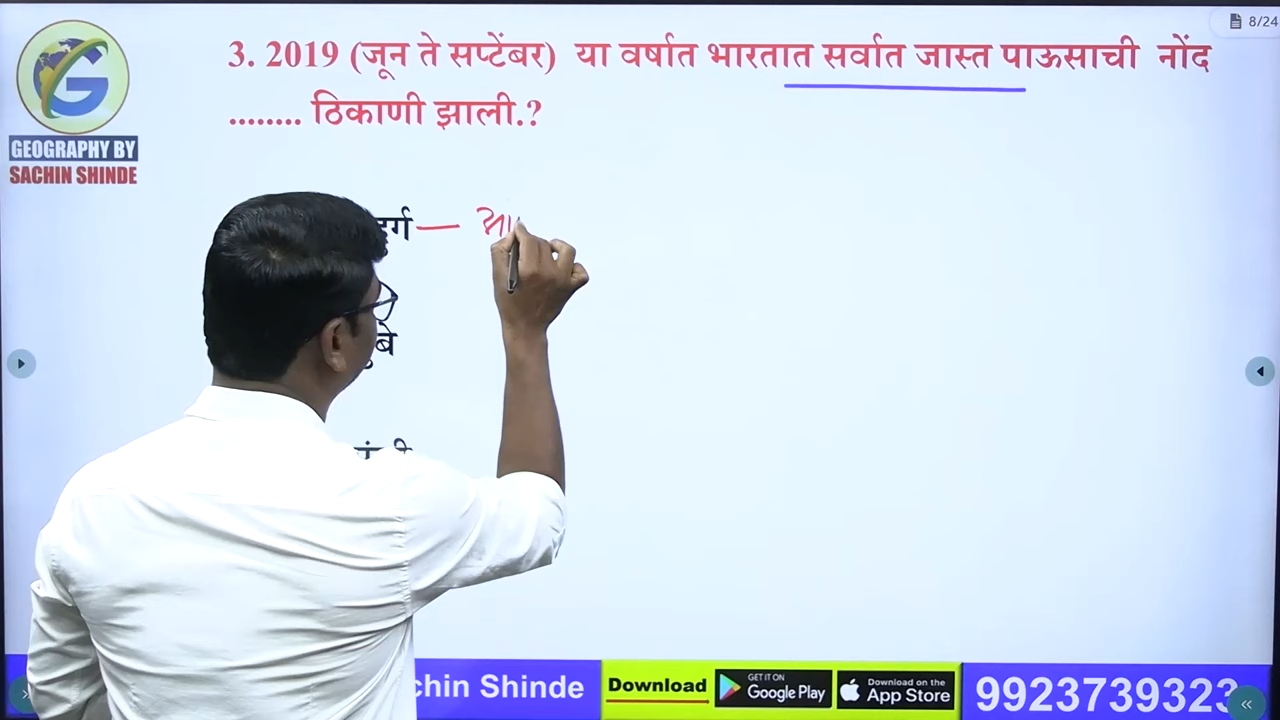 8/24
3. 2019 (जून ते सप्टेंबर) या वर्षात भारतात सर्वात जास्त पाऊसाची नोंद
........ ठिकाणी झाली.?
GEOGRAPHY BY
SACHIN SHINDE
chin Shinde
Download
GET IT ON
Google Play
Download on the
App Store
9923739323